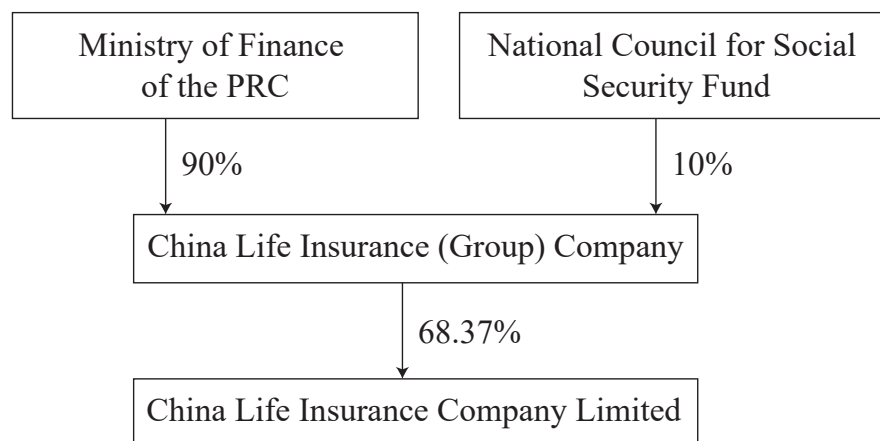 Ministry of Finance
of the PRC
National Council for Social
Security Fund
90%
10%
China Life Insurance (Group) Company
68.37%
China Life Insurance Company Limited